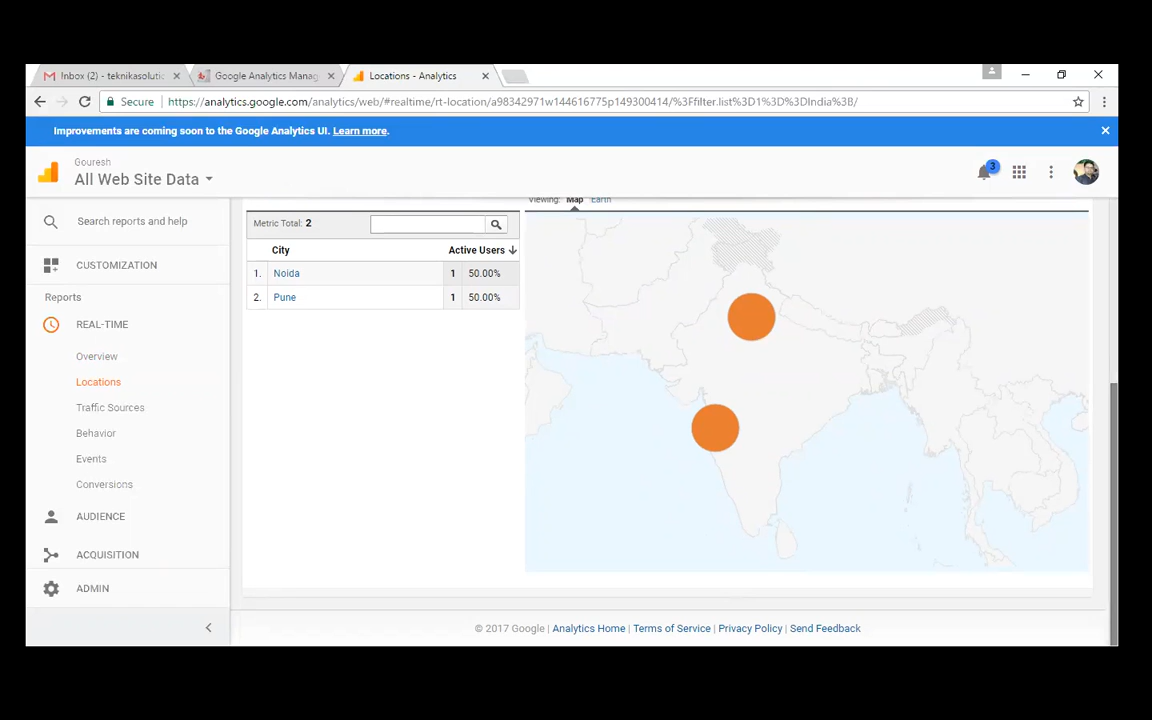 Inbox (2) - teknikasolutic
Google Analytics Manag
Locations - Analytics
Secure
https://analytics.google.com/analytics/web/#realtime/rt-location/a98342971w144616775p149300414/%3Ffilter.list%3D1%3D%3DIndia%3B/
Improvements are coming soon to the Google Analytics UI. Learn more.
Gouresh
All Web Site Data
3
Search reports and help
CUSTOMIZATION
Reports
REAL-TIME
Overview
Locations
Traffic Sources
Behavior
Events
Conversions
AUDIENCE
ACQUISITION
ADMIN
Viewing: Map Earth
Metric Total: 2
City Active Users
1. Noida 1 50.00%
2. Pune 1 50.00%
© 2017 Google | Analytics Home | Terms of Service | Privacy Policy | Send Feedback